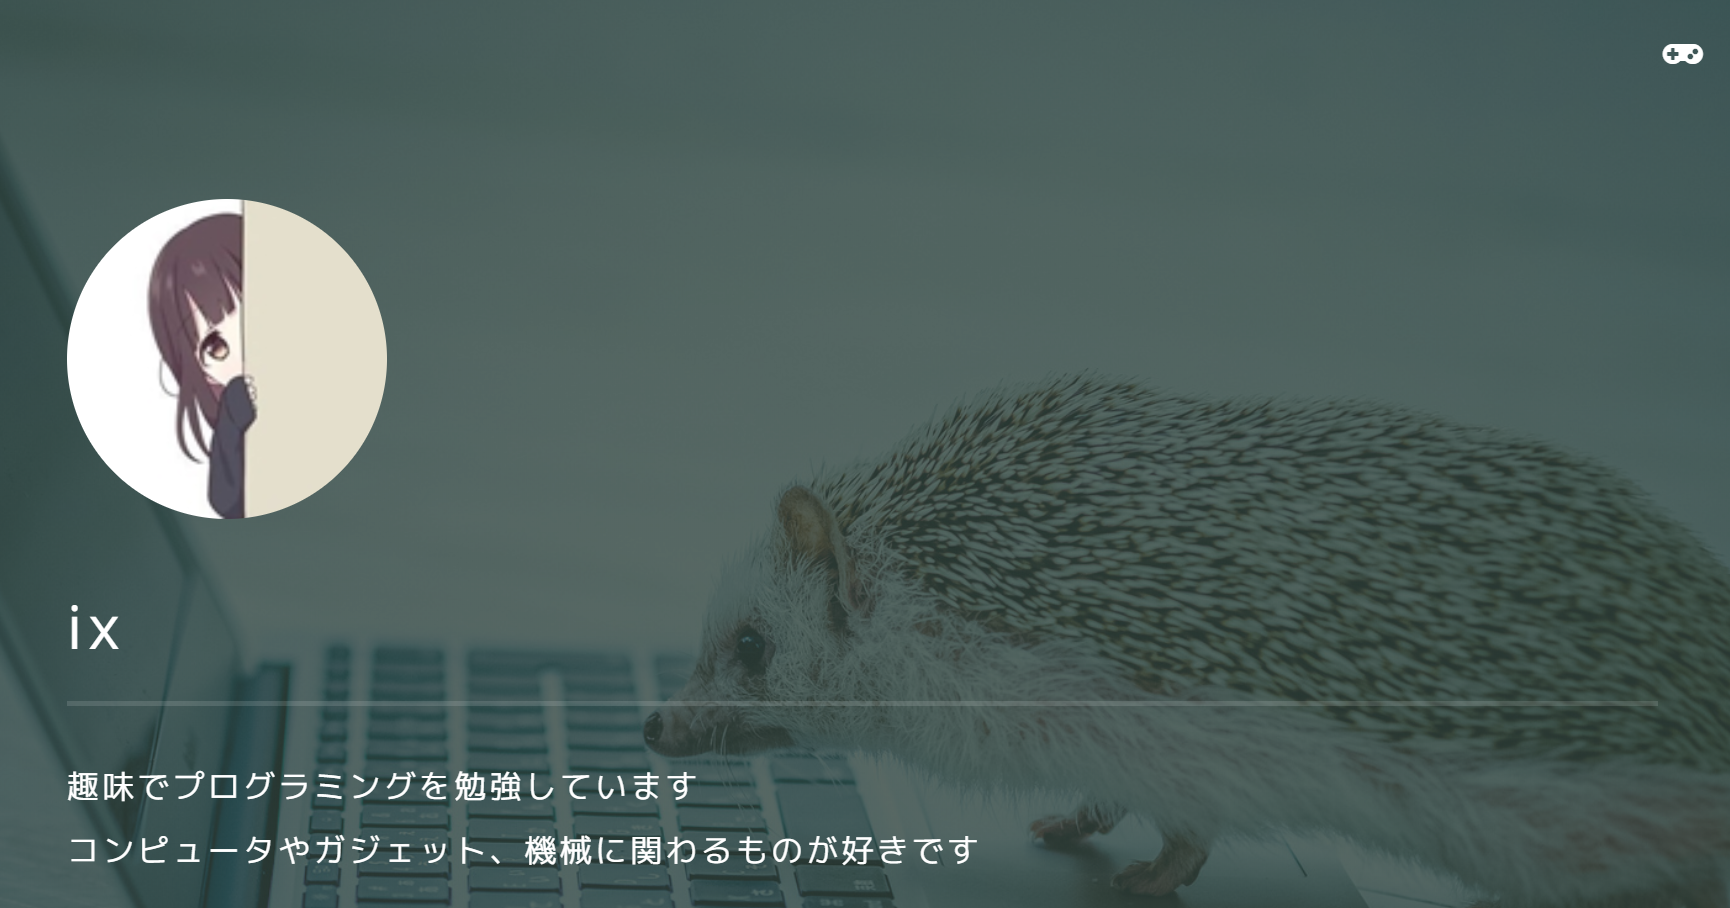 ix
趣味でプログラミングを勉強しています
コンピュータやガジェット、機械に関わるものが好きです